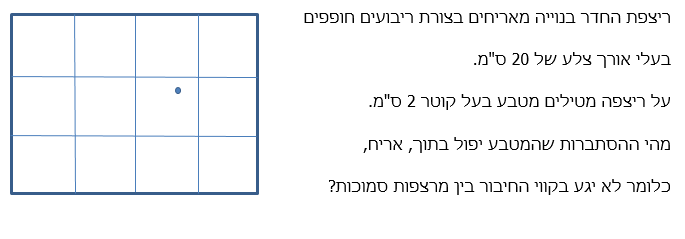 ריצפת החדר בנוייה מאריחים בצורת ריבועים חופפים
בעלי אורך צלע של 20 ס"מ.
על ריצפה מטילים מטבע בעל קוטר 2 ס"מ.
מהי ההסתברות שהמטבע יפול בתוך, אריח,
כלומר לא יגע בקווי החיבור בין מרצפות סמוכות?